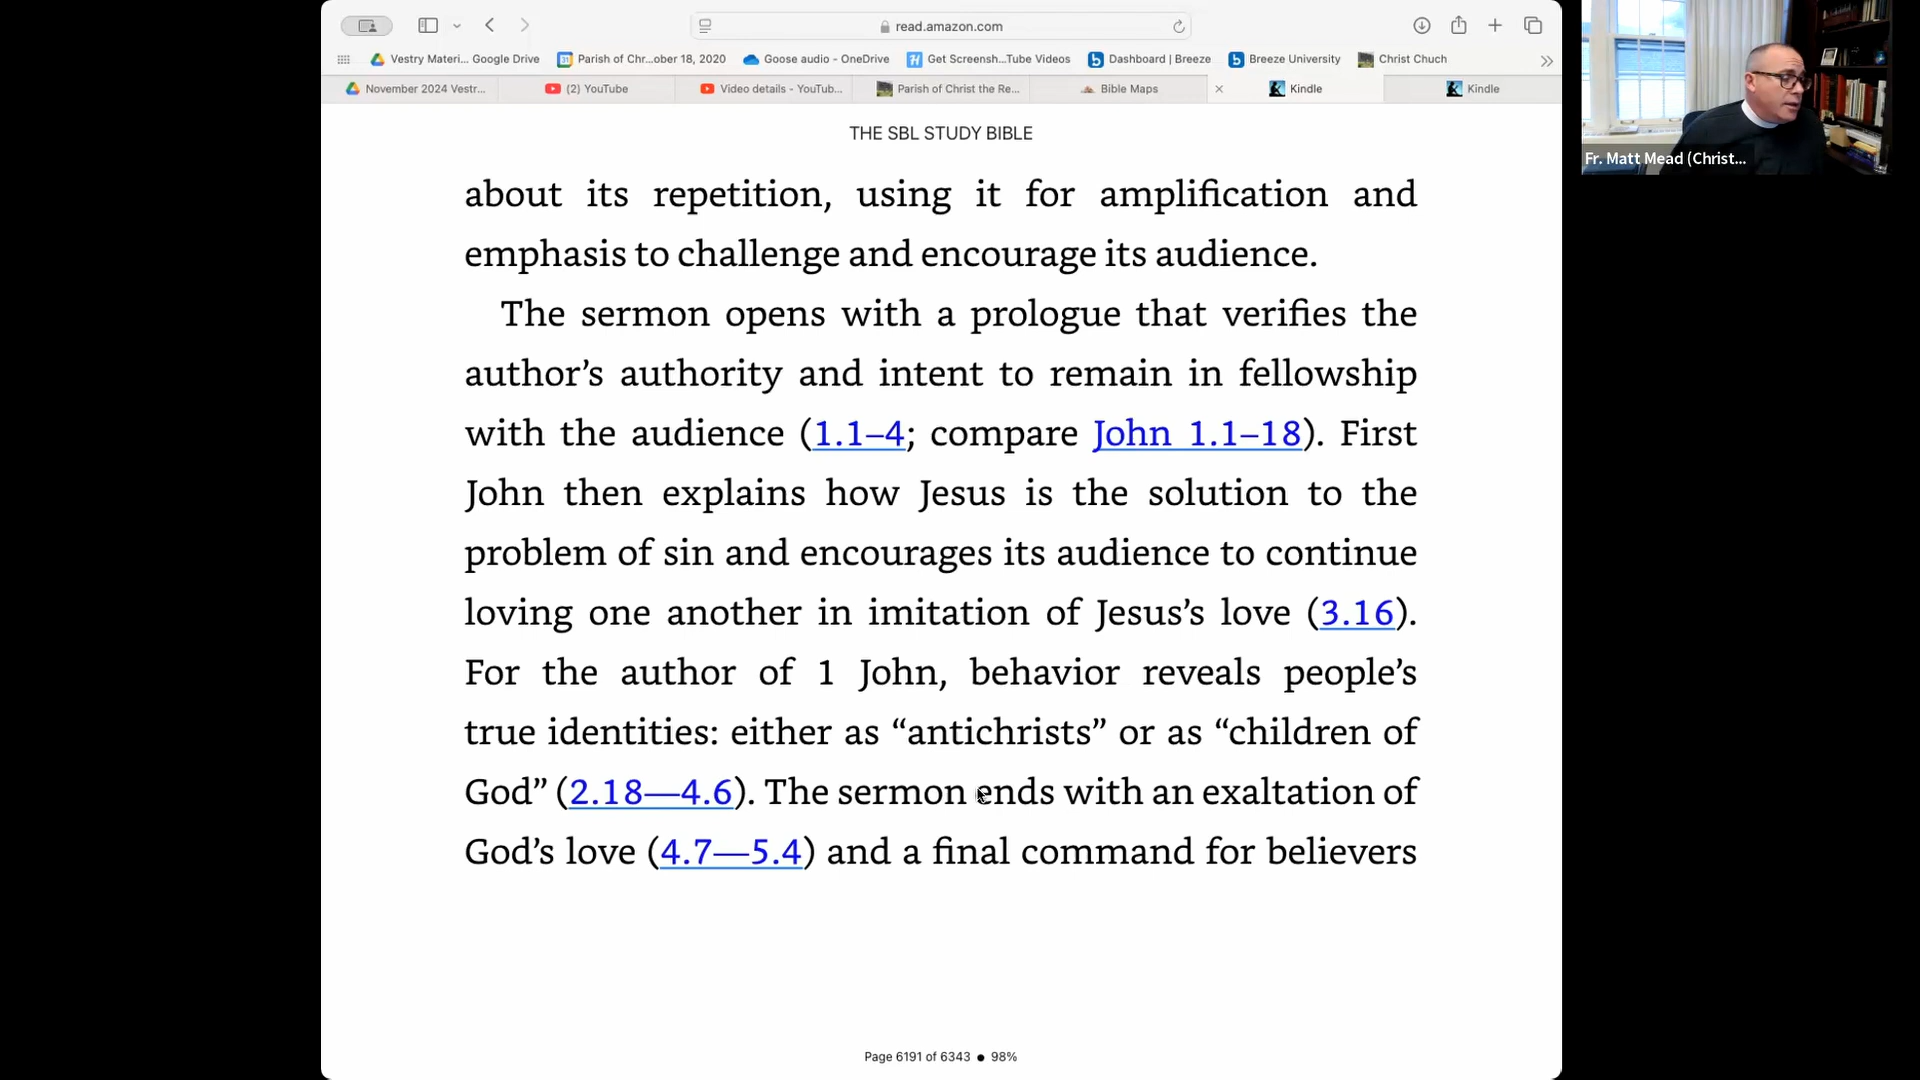 read.amazon.com
Vestry Materi... Google Drive
Parish of Chr...ober 18, 2020
Goose audio - OneDrive
Get Screensh...Tube Videos
Dashboard | Breeze
Breeze University
Christ Chuch
November 2024 Vestr...
(2) YouTube
Video details - YouTub...
Parish of Christ the Re...
Bible Maps
Kindle
Kindle
Fr. Matt Mead (Christ...
THE SBL STUDY BIBLE
about its repetition, using it for amplification and
emphasis to challenge and encourage its audience.
The sermon opens with a prologue that verifies the
author’s authority and intent to remain in fellowship
with the audience (1.1–4; compare John 1.1–18). First
John then explains how Jesus is the solution to the
problem of sin and encourages its audience to continue
loving one another in imitation of Jesus’s love (3.16).
For the author of 1 John, behavior reveals people’s
true identities: either as “antichrists” or as “children of
God” (2.18—4.6). The sermon ends with an exaltation of
God’s love (4.7—5.4) and a final command for believers
Page 6191 of 6343 ● 98%